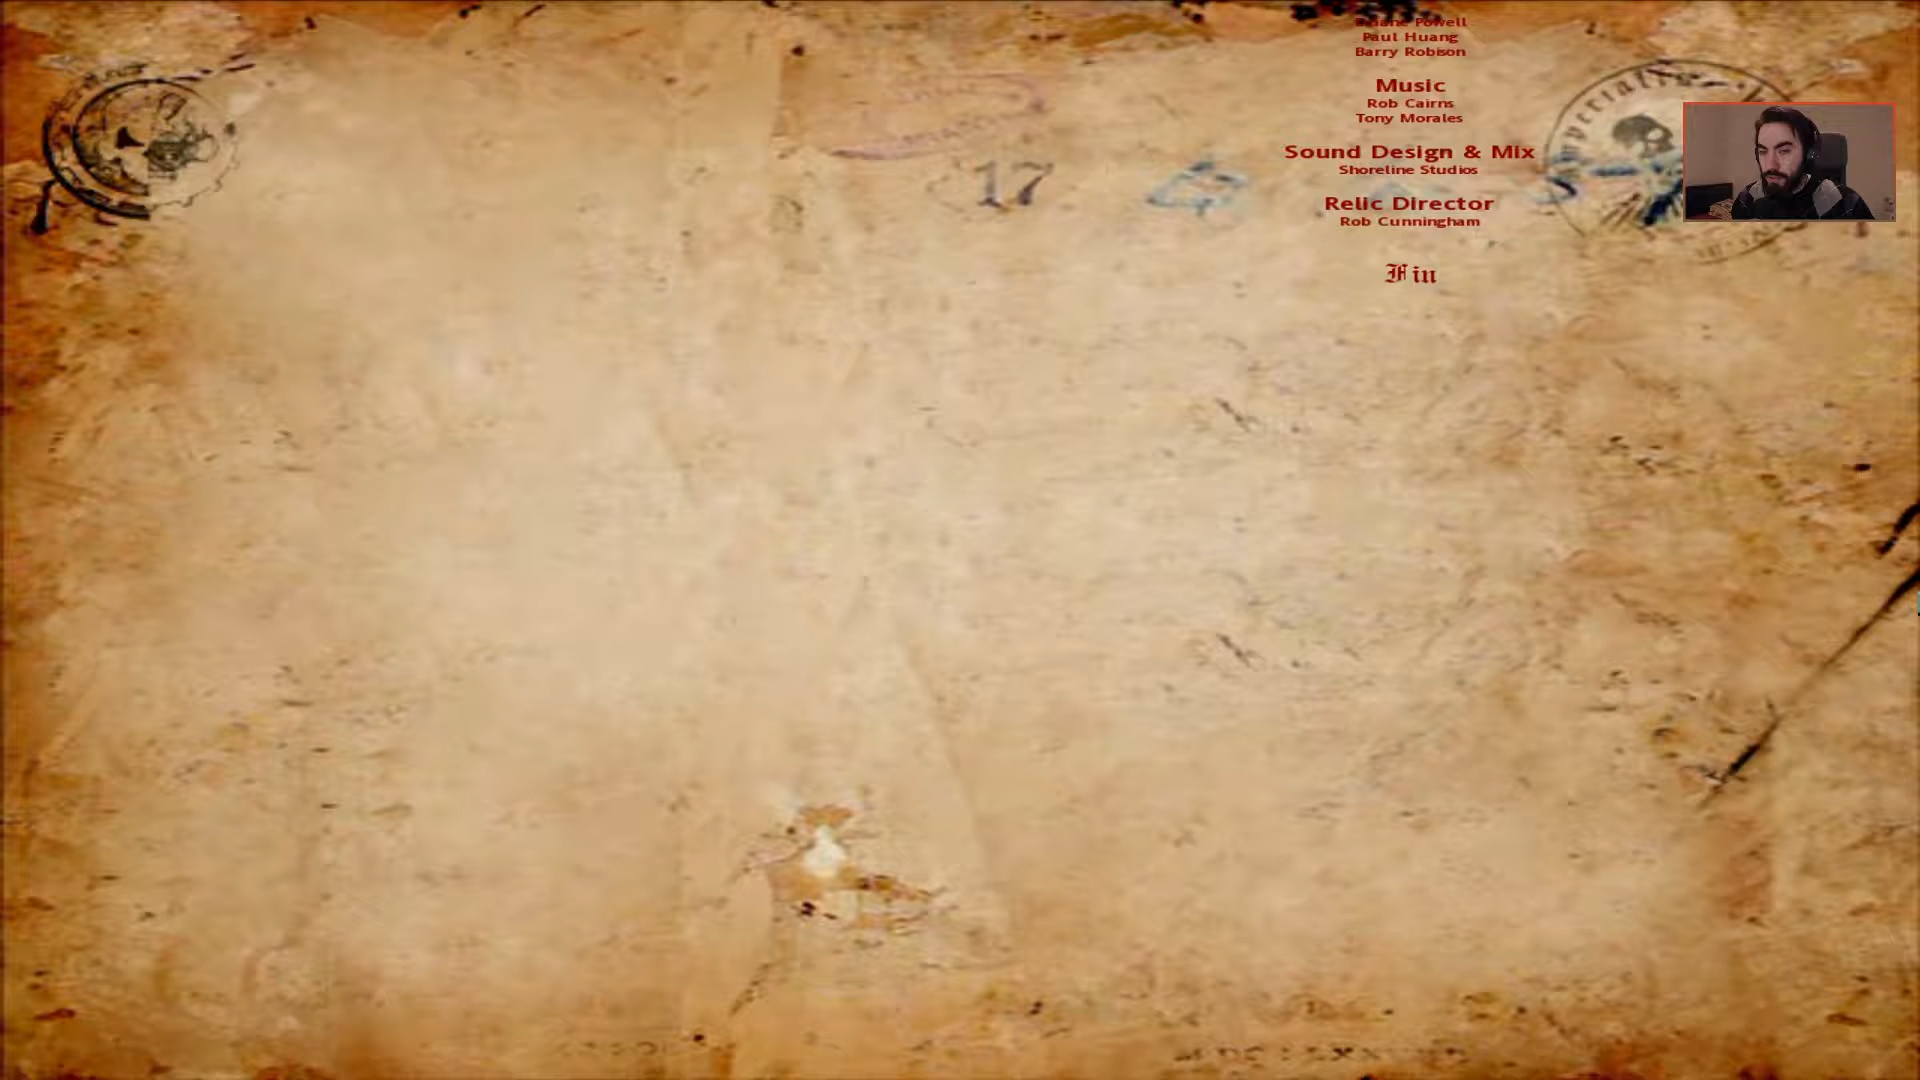 Powell
Paul Huang
Barry Robison
Music
Rob Cairns
Tony Morales
Sound Design & Mix
Shoreline Studios
Relic Director
Rob Cunningham
Fin
17